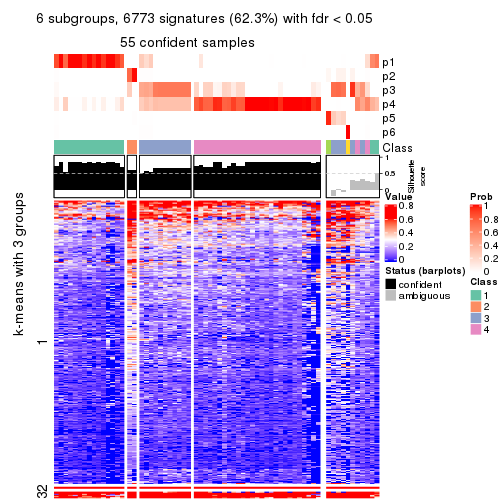 6 subgroups, 6773 signatures (62.3%) with fdr < 0.05
55 confident samples
p1
p2
p3
p4
p5
p6
Class
1
0.5
0
Silhouette
score
k-means with 3 groups
1
32
Value
0.8
0.6
0.4
0.2
0
Status (barplots)
confident
ambiguous
Prob
1
0.8
0.6
0.4
0.2
0
Class
1
2
3
4